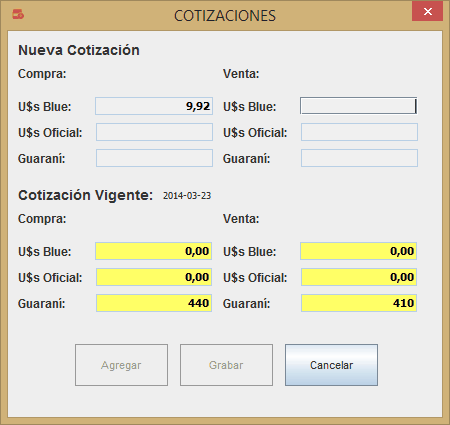 COTIZACIONES
Nueva Cotización
Compra: Venta:
U$s Blue: 9,92 U$s Blue:
U$s Oficial: U$s Oficial:
Guaraní: Guaraní:
Cotización Vigente: 2014-03-23
Compra: Venta:
U$s Blue: 0,00 U$s Blue: 0,00
U$s Oficial: 0,00 U$s Oficial: 0,00
Guaraní: 440 Guaraní: 410
Agregar Grabar Cancelar